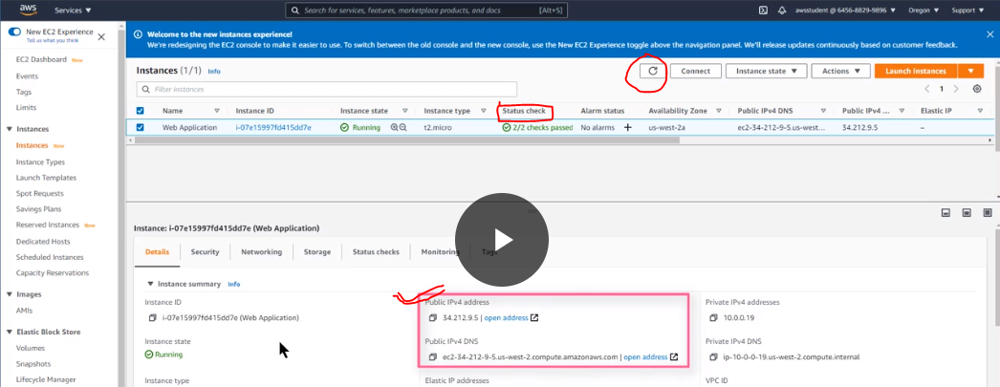 aws Services ▼ Search for services, features, marketplace products, and docs [Alt+S] awsstudent @ 6456-8829-9896 ▼ Oregon ▼ Support ▼
New EC2 Experience
Tell us what you think
EC2 Dashboard New
Events
Tags
Limits
Instances
Instances New
Instance Types
Launch Templates
Spot Requests
Savings Plans
Reserved Instances New
Dedicated Hosts
Scheduled Instances
Capacity Reservations
Images
AMIs
Elastic Block Store
Volumes
Snapshots
Lifecycle Manager
Welcome to the new instances experience!
We're redesigning the EC2 console to make it easier to use. To switch between the old console and the new console, use the New EC2 Experience toggle above the navigation panel. We'll release updates continuously based on customer feedback.
Instances (1/1) Info
Connect Instance state Actions Launch instances
Filter instances
1
Name Instance ID Instance state Instance type Status check Alarm status Availability Zone Public IPv4 DNS Public IPv4 ... Elastic IP
Web Application i-07e15997fd415dd7e Running t2.micro 2/2 checks passed No alarms + us-west-2a ec2-34-212-9-5.us-west... 34.212.9.5 –
Instance: i-07e15997fd415dd7e (Web Application)
Details Security Networking Storage Status checks Monitoring Tags
Instance summary Info
Instance ID
i-07e15997fd415dd7e (Web Application)
Instance state
Running
Instance type
Public IPv4 address
34.212.9.5 | open address
Public IPv4 DNS
ec2-34-212-9-5.us-west-2.compute.amazonaws.com | open address
Elastic IP addresses
Private IPv4 addresses
10.0.0.19
Private IPv4 DNS
ip-10-0-0-19.us-west-2.compute.internal
VPC ID